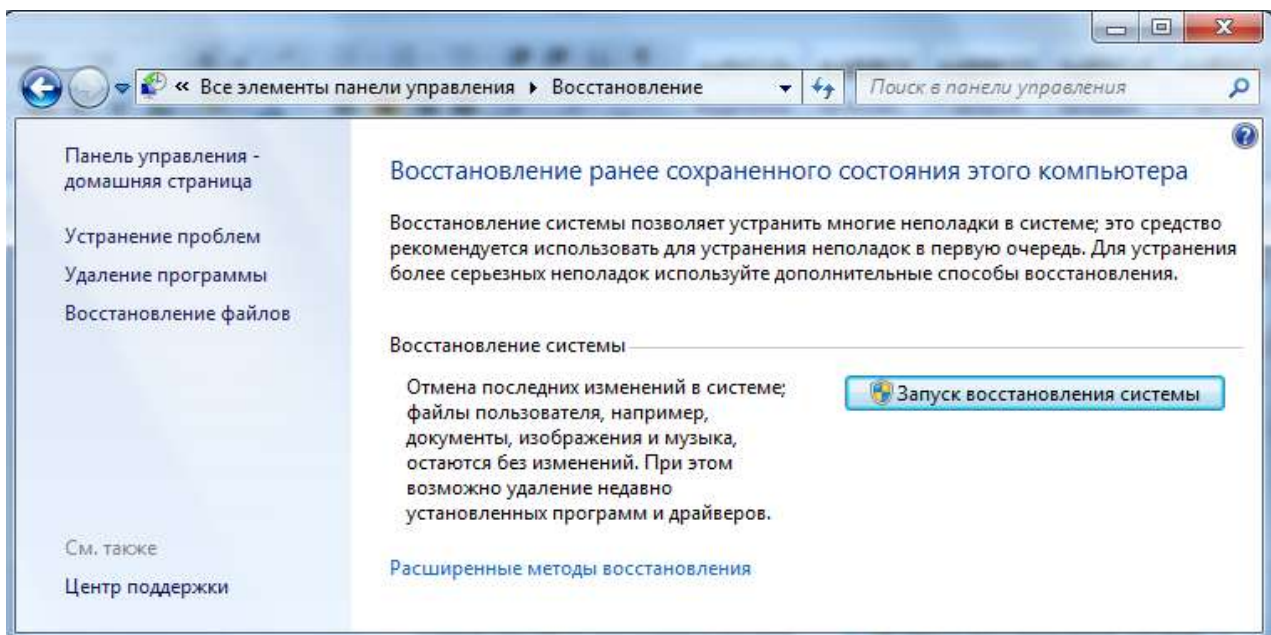 « Все элементы панели управления ▸ Восстановление
Поиск в панели управления
Панель управления -
домашняя страница
Устранение проблем
Удаление программы
Восстановление файлов
См. также
Центр поддержки
Восстановление ранее сохраненного состояния этого компьютера
Восстановление системы позволяет устранить многие неполадки в системе; это средство
рекомендуется использовать для устранения неполадок в первую очередь. Для устранения
более серьезных неполадок используйте дополнительные способы восстановления.
Восстановление системы
Отмена последних изменений в системе;
файлы пользователя, например,
документы, изображения и музыка,
остаются без изменений. При этом
возможно удаление недавно
установленных программ и драйверов.
Запуск восстановления системы
Расширенные методы восстановления